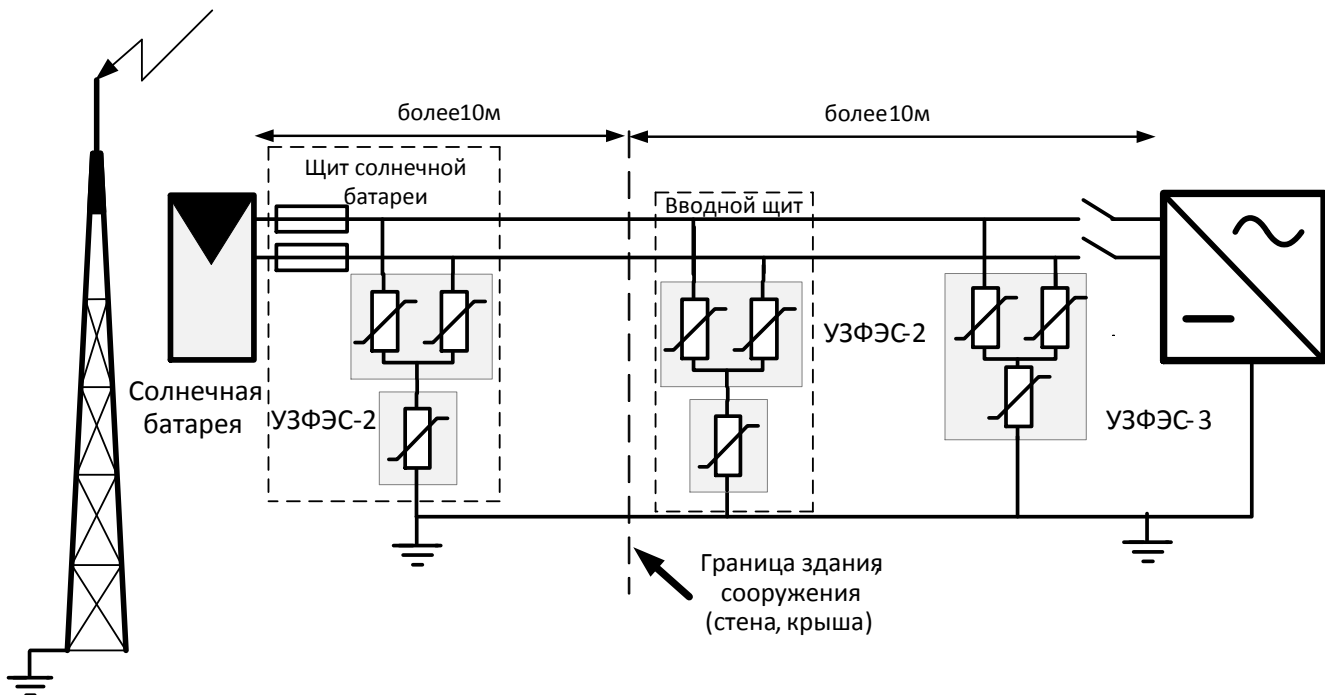 более10м
более10м
Щит солнечной
батареи
Вводной щит
Солнечная
батарея
УЗФЭС-2
УЗФЭС-2
УЗФЭС-3
Граница здания,
сооружения
(стена, крыша)